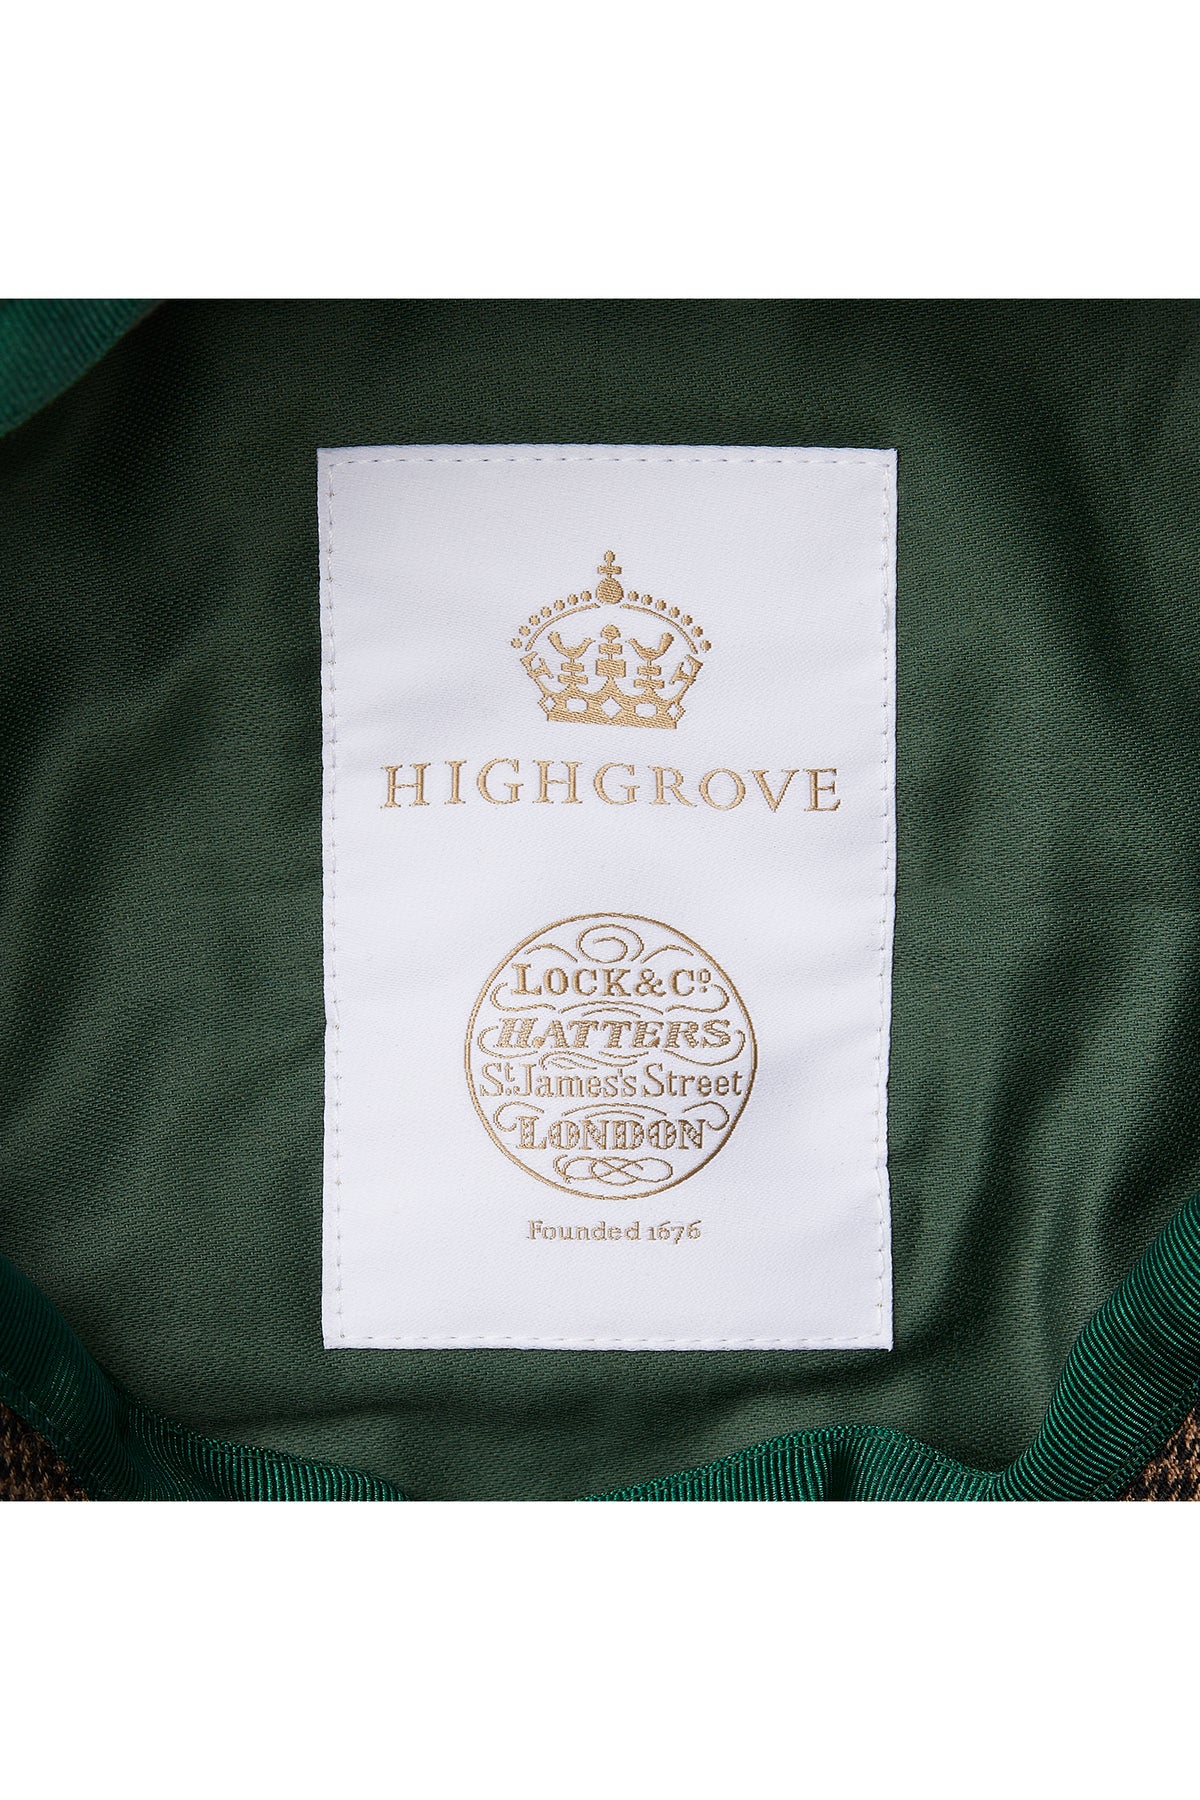 HIGHGROVE
LOCK & Cº
HATTERS
St. James's Street
LONDON
Founded 1676